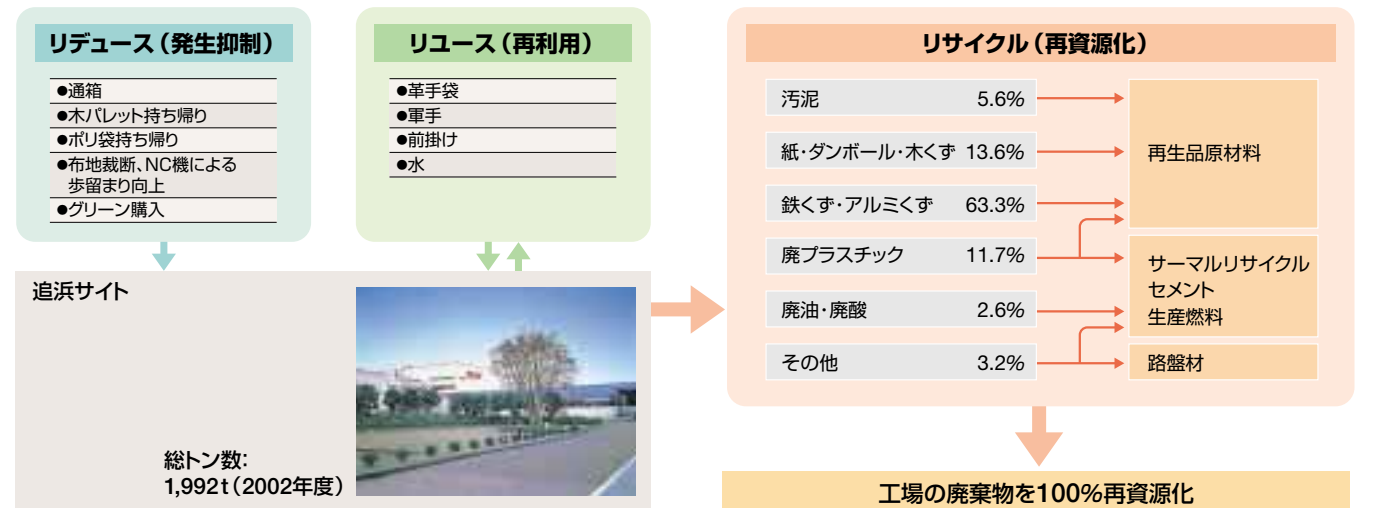 リデュース（発生抑制）
●通箱
●木パレット持ち帰り
●ポリ袋持ち帰り
●布地裁断、NC機による
歩留まり向上
●グリーン購入
リユース（再利用）
●革手袋
●軍手
●前掛け
●水
追浜サイト
総トン数：
1,992t（2002年度）
リサイクル（再資源化）
汚泥 5.6%
紙・ダンボール・木くず 13.6%
鉄くず・アルミくず 63.3%
廃プラスチック 11.7%
廃油・廃酸 2.6%
その他 3.2%
再生品原材料
サーマルリサイクル
セメント
生産燃料
路盤材
工場の廃棄物を100%再資源化